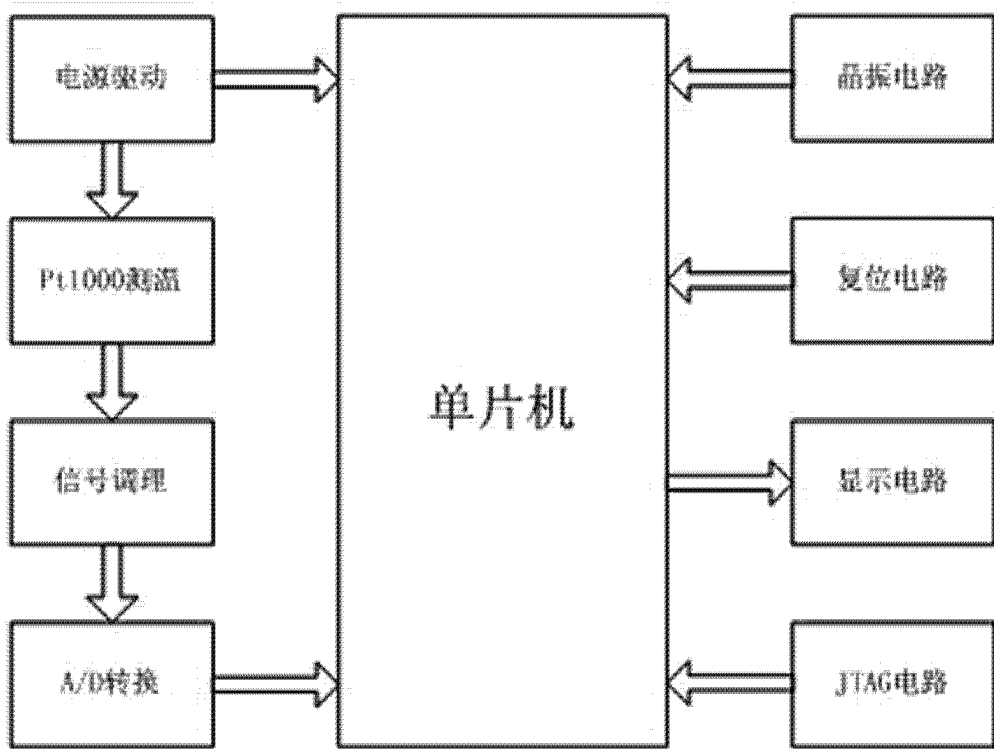 电源驱动
晶振电路
Pt1000测温
复位电路
单片机
信号调理
显示电路
A/D转换
JTAG电路